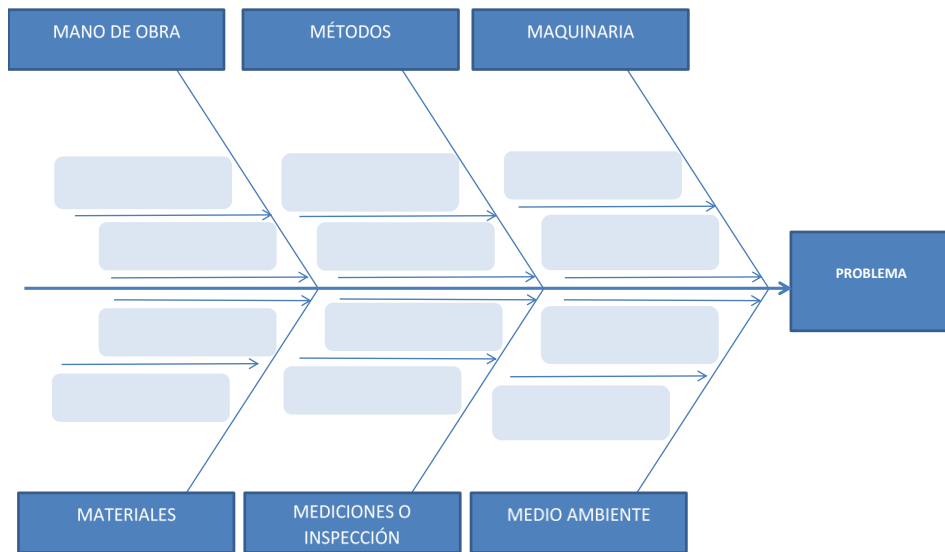 MANO DE OBRA
MÉTODOS
MAQUINARIA
PROBLEMA
MATERIALES
MEDICIONES O
INSPECCIÓN
MEDIO AMBIENTE